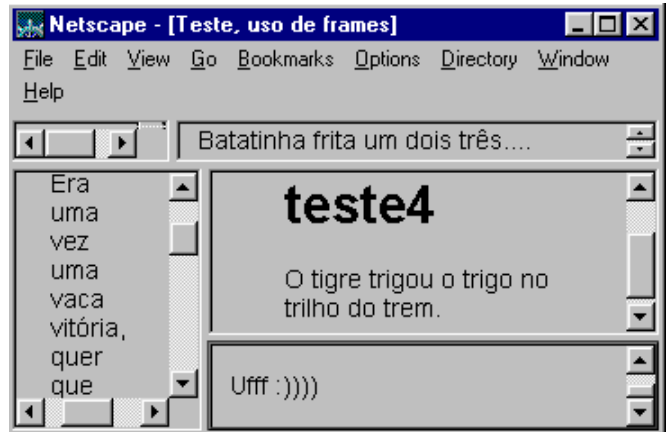 Netscape - [Teste, uso de frames]
File Edit View Go Bookmarks Options Directory Window
Help
Batatinha frita um dois três....
Era
uma
vez
uma
vaca
vitória,
quer
que
teste4
O tigre trigou o trigo no
trilho do trem.
Ufff :))))